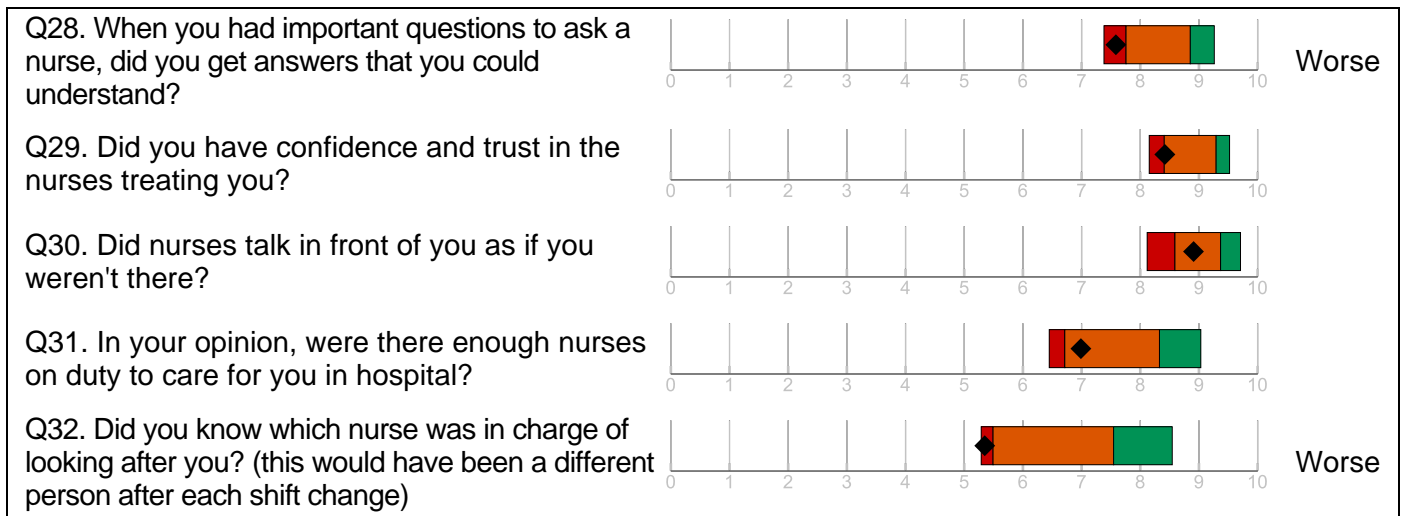 Q28. When you had important questions to ask a
nurse, did you get answers that you could
understand?
0 1 2 3 4 5 6 7 8 9 10
Worse
Q29. Did you have confidence and trust in the
nurses treating you?
0 1 2 3 4 5 6 7 8 9 10
Q30. Did nurses talk in front of you as if you
weren't there?
0 1 2 3 4 5 6 7 8 9 10
Q31. In your opinion, were there enough nurses
on duty to care for you in hospital?
0 1 2 3 4 5 6 7 8 9 10
Q32. Did you know which nurse was in charge of
looking after you? (this would have been a different
person after each shift change)
0 1 2 3 4 5 6 7 8 9 10
Worse